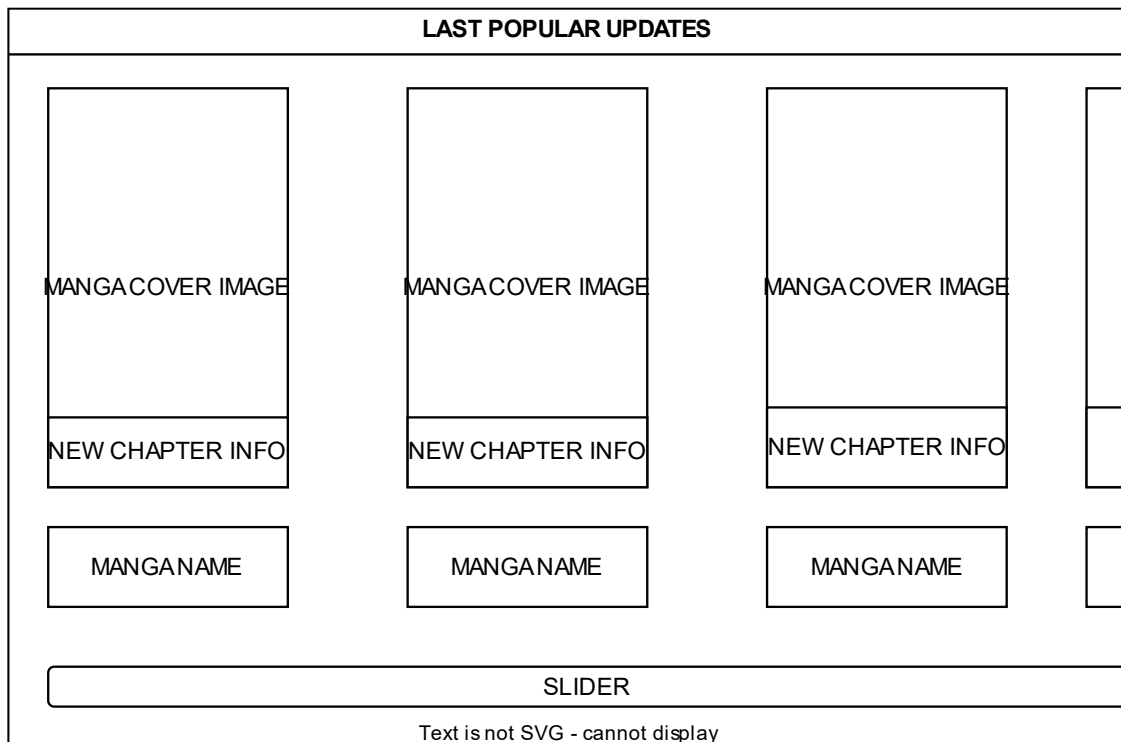 LAST POPULAR UPDATES
MANGA COVER IMAGE
MANGA COVER IMAGE
MANGA COVER IMAGE
NEW CHAPTER INFO
NEW CHAPTER INFO
NEW CHAPTER INFO
MANGA NAME
MANGA NAME
MANGA NAME
SLIDER
Text is not SVG - cannot display